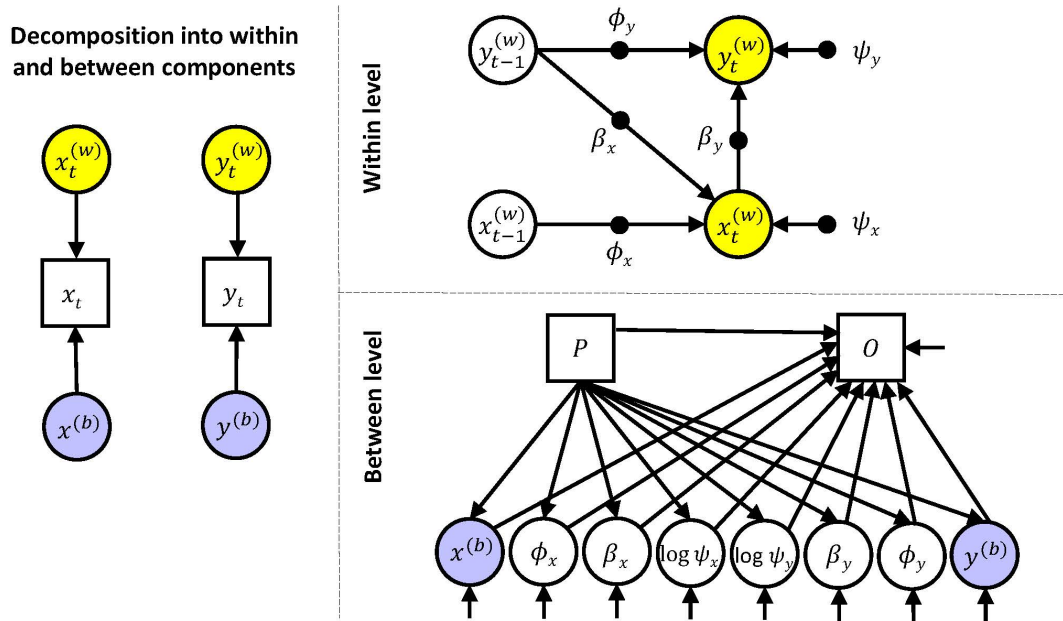 Decomposition into within
and between components
x_t^{(w)}
y_t^{(w)}
x_t
y_t
x^{(b)}
y^{(b)}
Within level
y_{t-1}^{(w)}
ϕ_y
y_t^{(w)}
ψ_y
β_x
β_y
x_{t-1}^{(w)}
ϕ_x
x_t^{(w)}
ψ_x
Between level
P
O
x^{(b)}
ϕ_x
β_x
log ψ_x
log ψ_y
β_y
ϕ_y
y^{(b)}